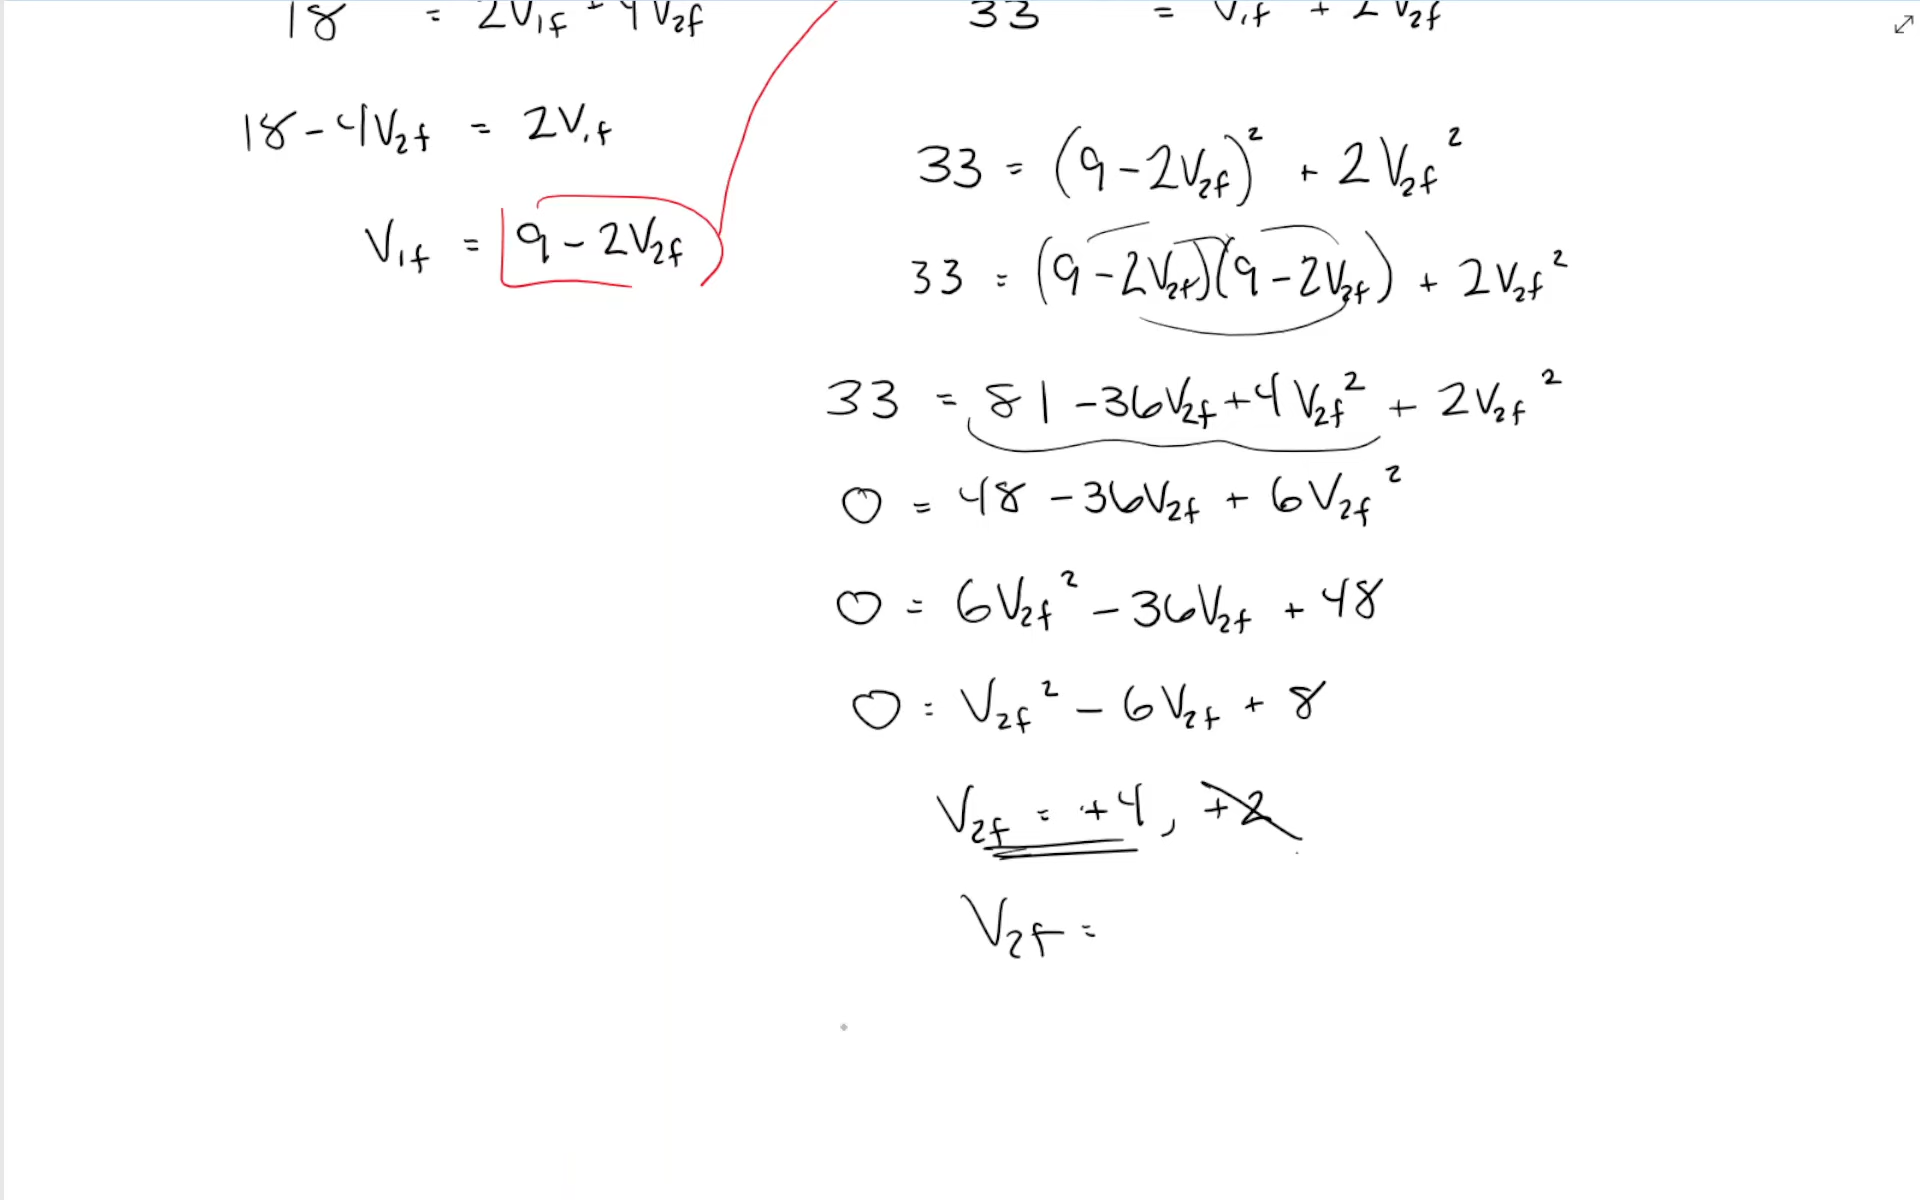 18 = 2V1f + 4V2f
18 - 4V2f = 2V1f
V1f = 9 - 2V2f
33 = V1f + 2V2f
33 = (9 - 2V2f)² + 2V2f²
33 = (9 - 2V2f)(9 - 2V2f) + 2V2f²
33 = 81 - 36V2f + 4V2f² + 2V2f²
0 = 48 - 36V2f + 6V2f²
0 = 6V2f² - 36V2f + 48
0 = V2f² - 6V2f + 8
V2f = +4, +2
V2f =